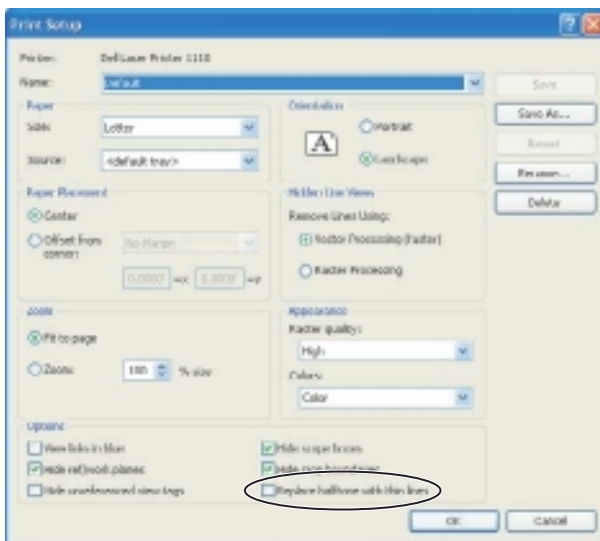 Print Setup
Printer: Dell Laser Printer 1110
Name: Default
Save
Save As...
Revert
Rename...
Delete
Paper
Size: Letter
Source: <default tray>
Orientation
A
Portrait
Landscape
Paper Placement
Center
Offset from corner:
No Margin
0.0000" =x 0.0000" =y
Hidden Line Views
Remove Lines Using:
Vector Processing (faster)
Raster Processing
Zoom
Fit to page
Zoom: 100 % size
Appearance
Raster quality:
High
Colors:
Color
Options
View links in blue
Hide ref/work planes
Hide unreferenced view tags
Hide scope boxes
Hide crop boundaries
Replace halftone with thin lines
OK
Cancel